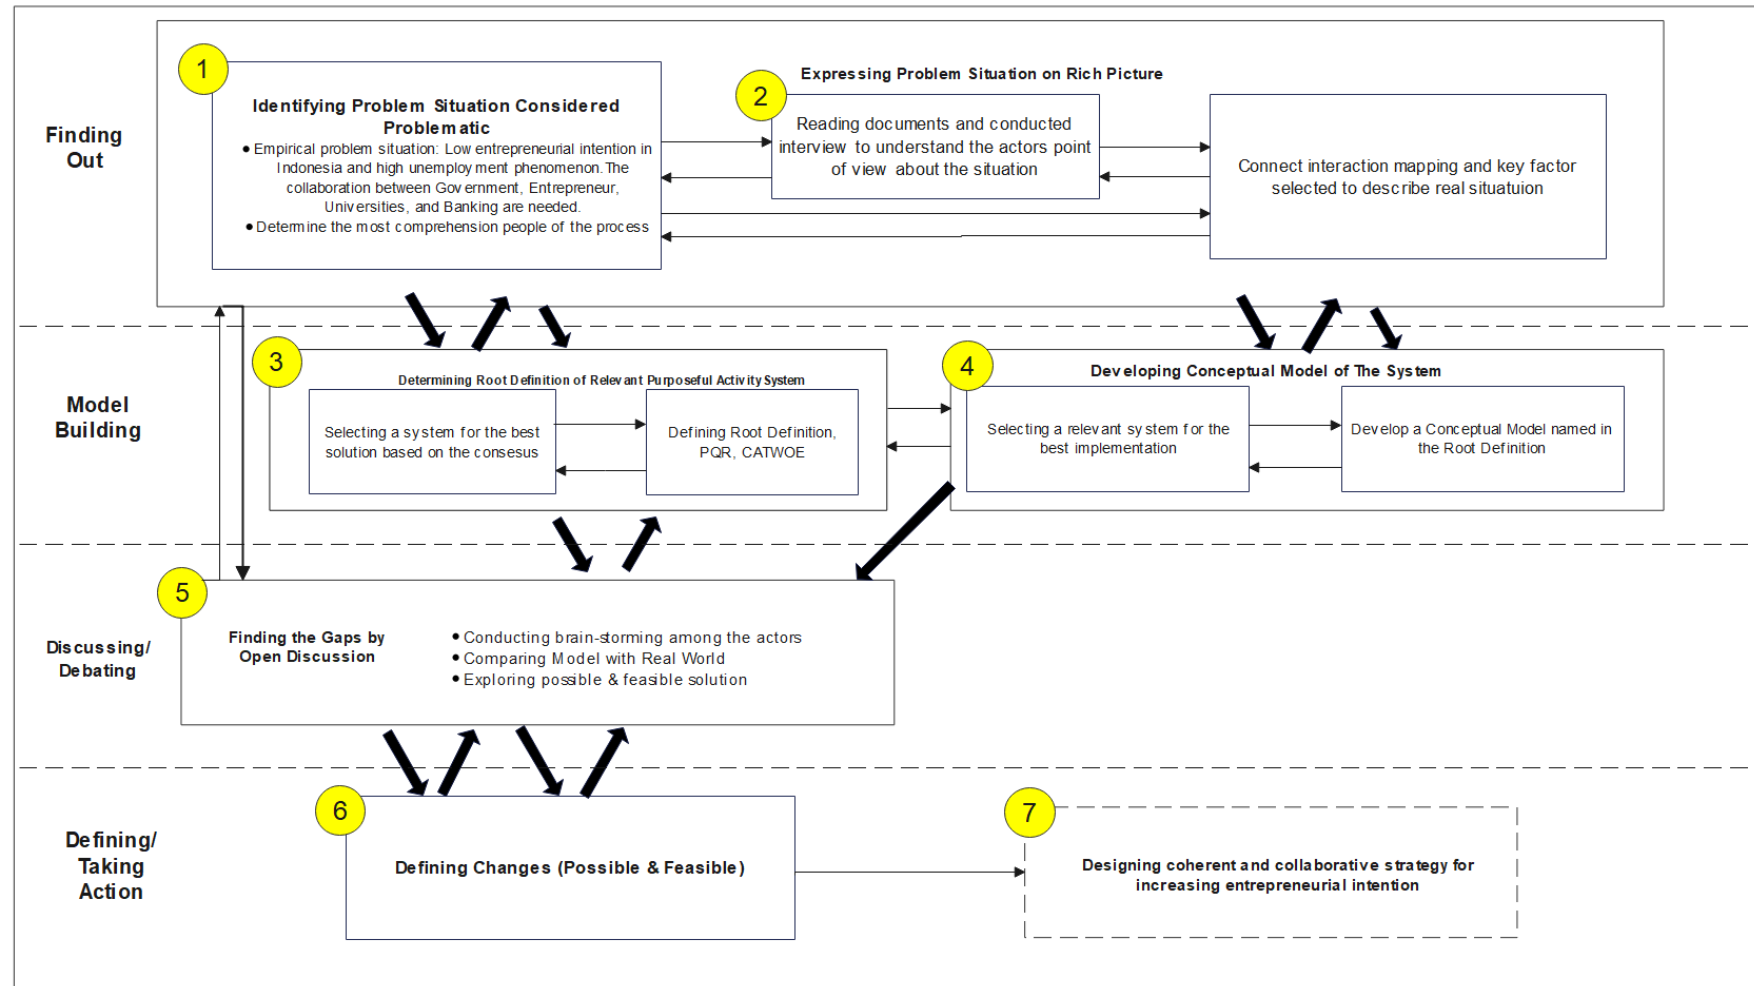 Finding
Out
1
Identifying Problem Situation Considered
Problematic
● Empirical problem situation: Low entrepreneurial intention in
Indonesia and high unemployment phenomenon.The
collaboration between Government, Entrepreneur,
Universities, and Banking are needed.
● Determine the most comprehension people of the process
2
Expressing Problem Situation on Rich Picture
Reading documents and conducted
interview to understand the actors point
of view about the situation
Connect interaction mapping and key factor
selected to describe real situatuion
Model
Building
3
Determining Root Definition of Relevant Purposeful Activity System
Selecting a system for the best
solution based on the consesus
Defining Root Definition,
PQR, CATWOE
4
Developing Conceptual Model of The System
Selecting a relevant system for the
best implementation
Develop a Conceptual Model named in
the Root Definition
Discussing/
Debating
5
Finding the Gaps by
Open Discussion
● Conducting brain-storming among the actors
● Comparing Model with Real World
● Exploring possible & feasible solution
Defining/
Taking
Action
6
Defining Changes (Possible & Feasible)
7
Designing coherent and collaborative strategy for
increasing entrepreneurial intention